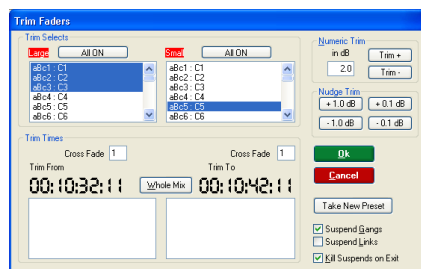 Trim Faders
Trim Selects
Large All ON Small All ON
aBc1 : C1 aBc1 : C1
aBc2 : C2 aBc2 : C2
aBc3 : C3 aBc3 : C3
aBc4 : C4 aBc4 : C4
aBc5 : C5 aBc5 : C5
aBc6 : C6 aBc6 : C6
Numeric Trim
in dB Trim +
2.0 Trim -
Nudge Trim
+ 1.0 dB + 0.1 dB
- 1.0 dB - 0.1 dB
Trim Times
Cross Fade 1 Cross Fade 1
Trim From Trim To
00:10:32:11 Whole Mix 00:10:42:11
Ok
Cancel
Take New Preset
Suspend Gangs
Suspend Links
Kill Suspends on Exit